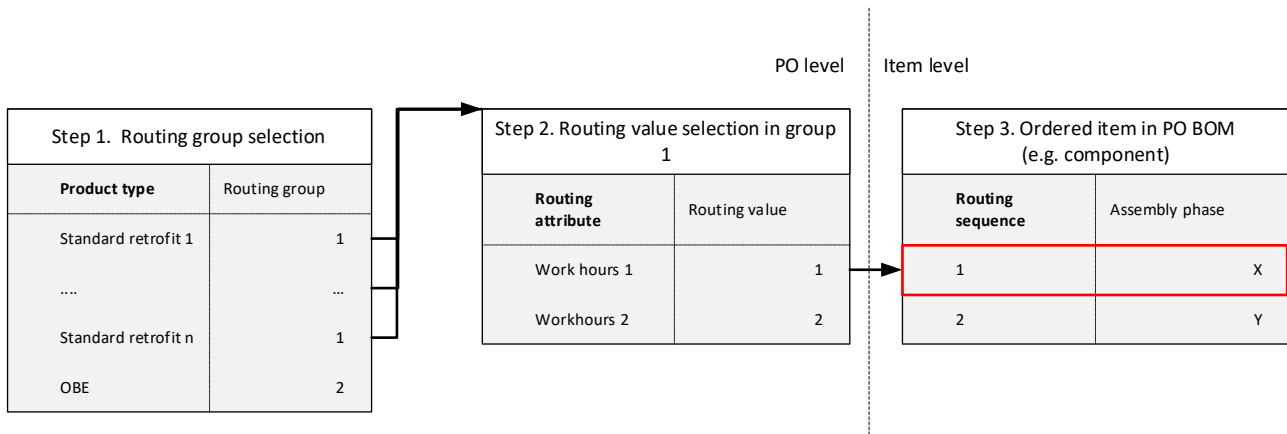 PO level
Item level
Step 1. Routing group selection
Product type
Routing group
Standard retrofit 1
1
....
...
Standard retrofit n
1
OBE
2
Step 2. Routing value selection in group
1
Routing
attribute
Routing value
Work hours 1
1
Workhours 2
2
Step 3. Ordered item in PO BOM
(e.g. component)
Routing
sequence
Assembly phase
1
X
2
Y